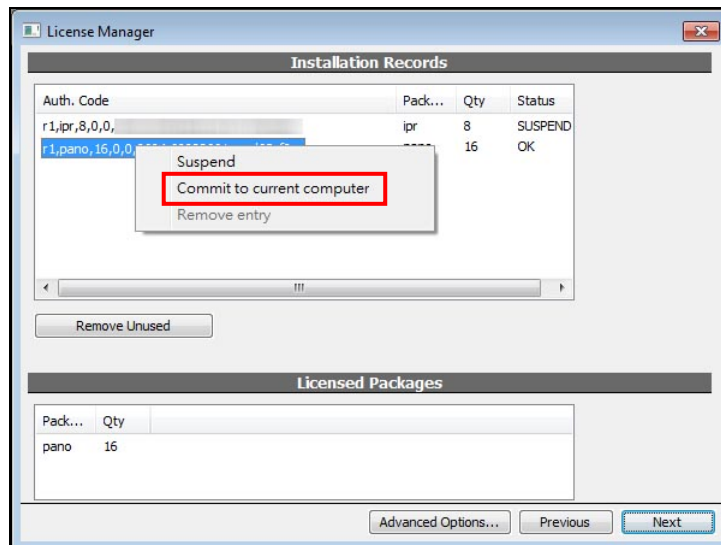 License Manager
Installation Records
Auth. Code Pack... Qty Status
r1,ipr,8,0,0, ipr 8 SUSPEND
r1,pano,16,0,0, 16 OK
Suspend
Commit to current computer
Remove entry
Remove Unused
Licensed Packages
Pack... Qty
pano 16
Advanced Options... Previous Next